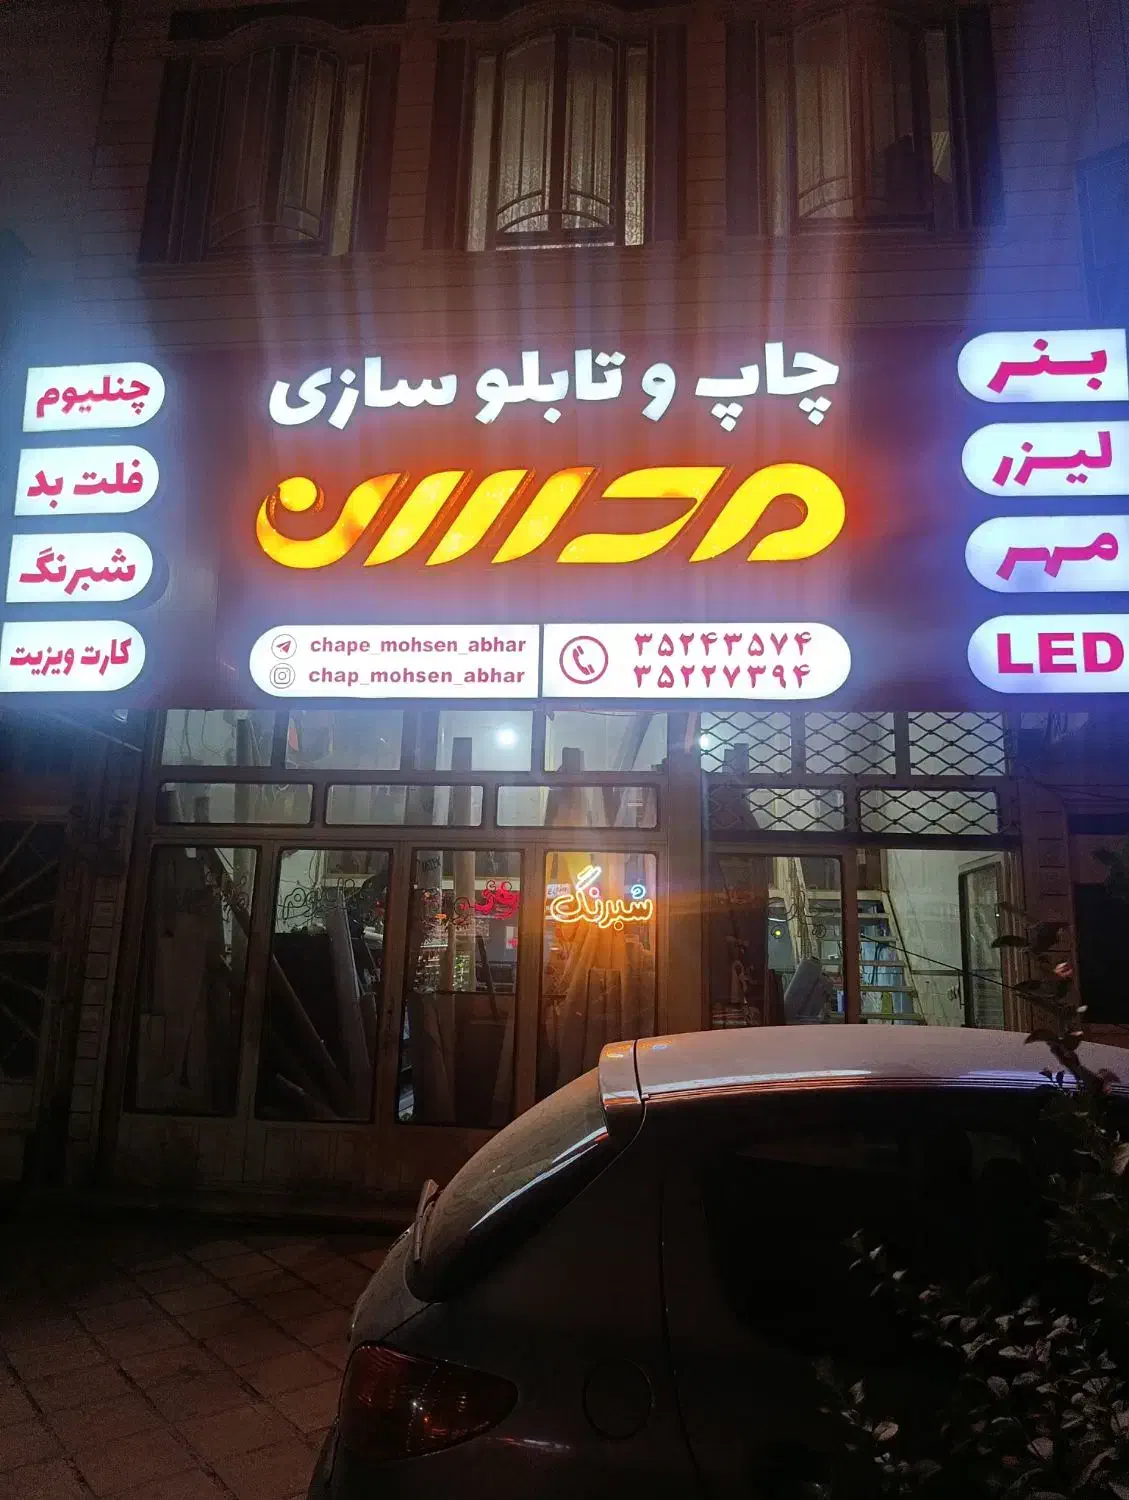 چاپ و تابلو سازی
محسن
chape_mohsen_abhar
chap_mohsen_abhar
۳۵۲۴۳۵۷۴
۳۵۲۲۷۳۹۴
بنر
لیزر
مهر
LED
چنلیوم
فلت بد
شبرنگ
کارت ویزیت
شبرنگ